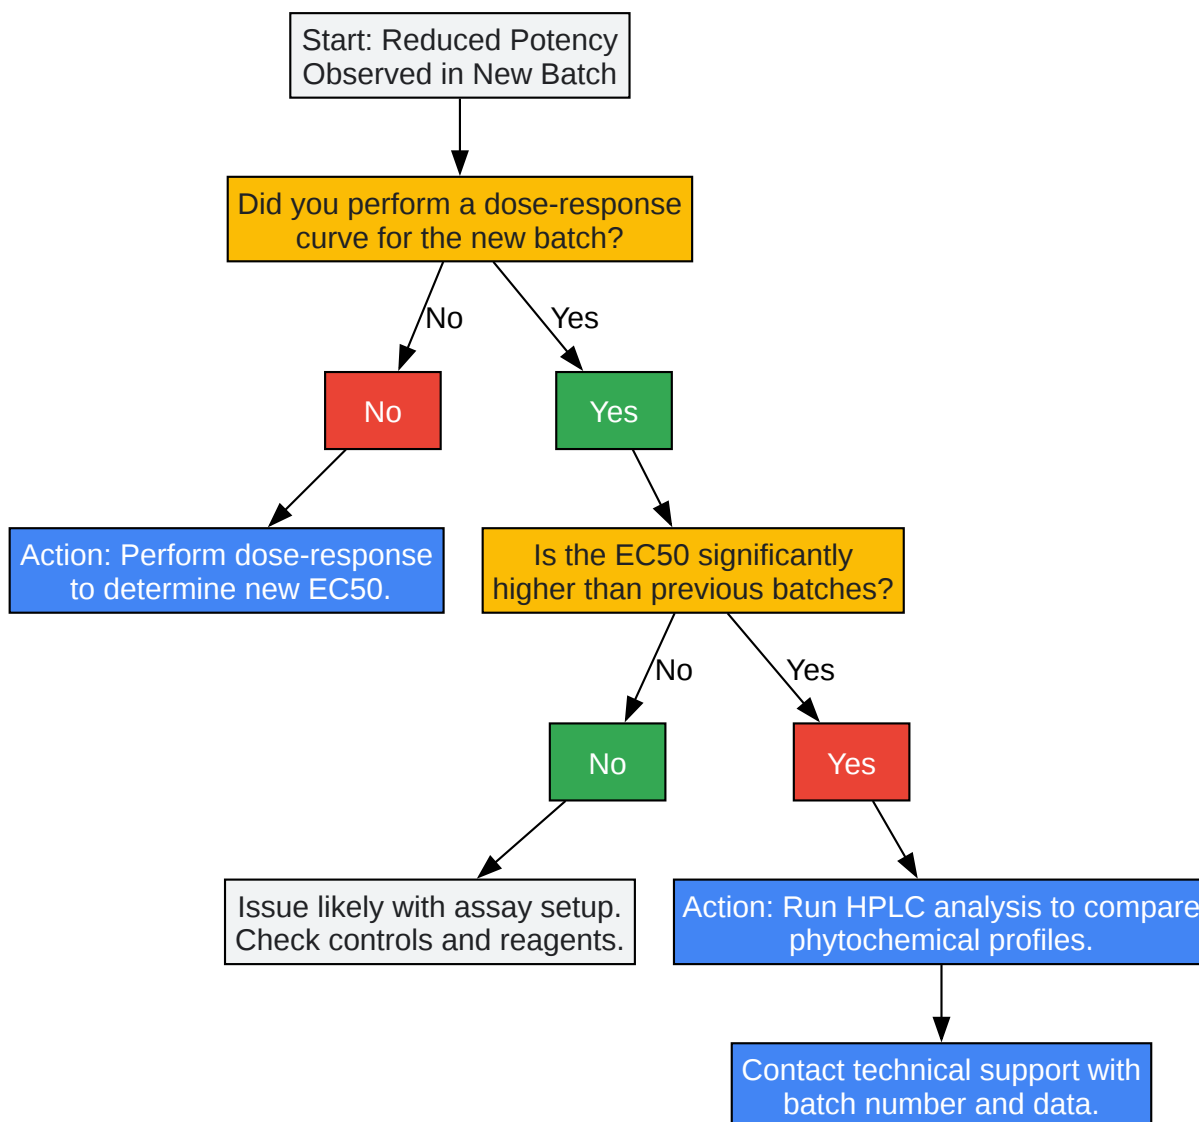 Start: Reduced Potency
Observed in New Batch
Did you perform a dose-response
curve for the new batch?
No
Yes
No
Yes
Action: Perform dose-response
to determine new EC50.
Is the EC50 significantly
higher than previous batches?
No
Yes
No
Yes
Issue likely with assay setup.
Check controls and reagents.
Action: Run HPLC analysis to compare
phytochemical profiles.
Contact technical support with
batch number and data.